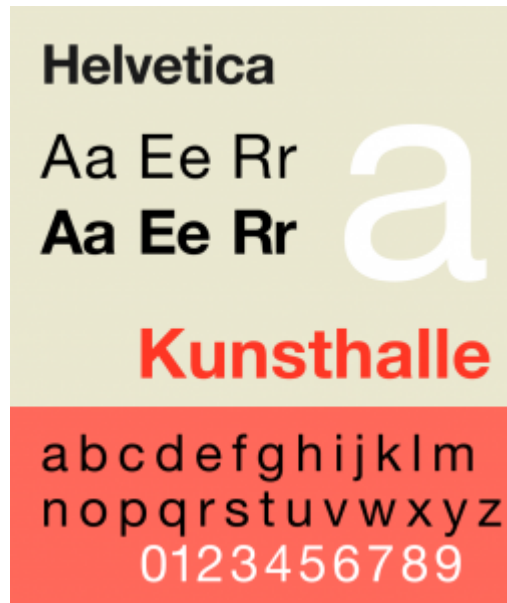 Helvetica
Aa Ee Rr
Aa Ee Rr
a
Kunsthalle
abcdefghijklm
nopqrstuvwxyz
0123456789